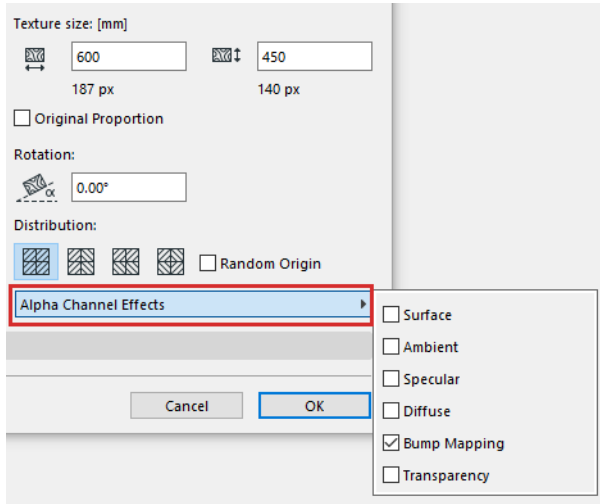 Texture size: [mm]
600
450
187 px
140 px
Original Proportion
Rotation:
α
0.00°
Distribution:
Random Origin
Alpha Channel Effects
Surface
Ambient
Specular
Cancel
OK
Diffuse
Bump Mapping
Transparency